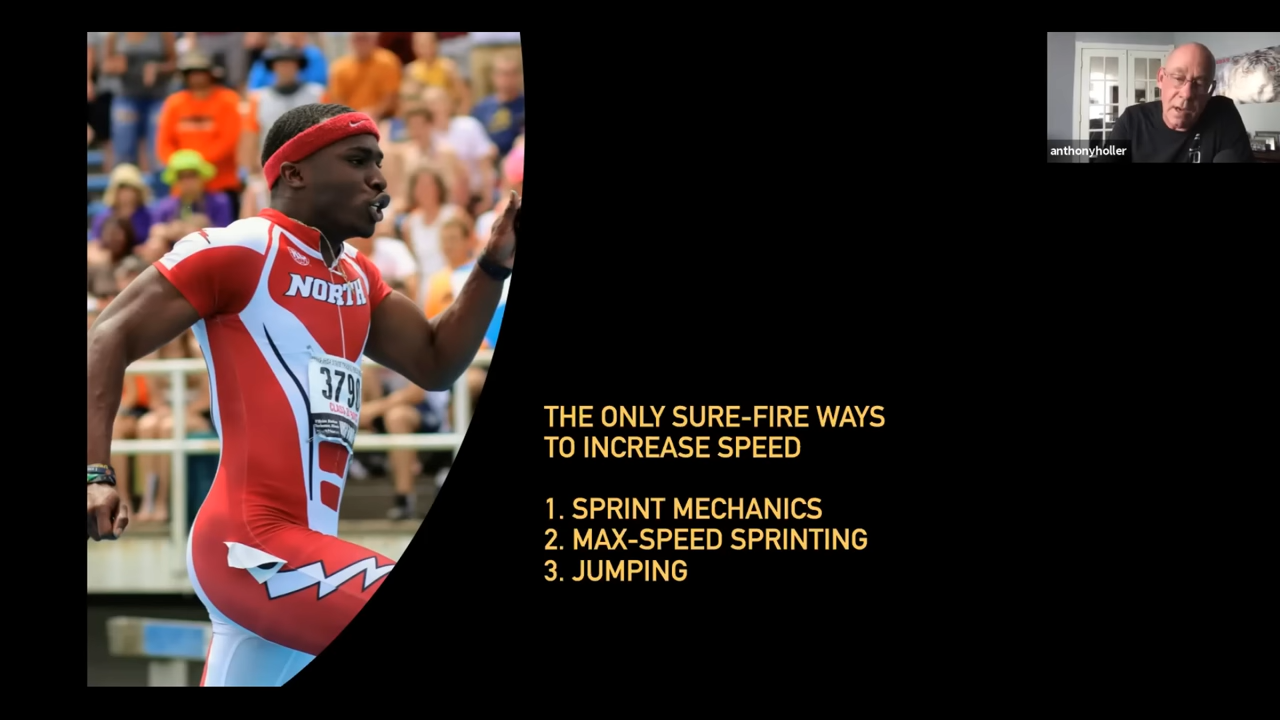 anthonyholler
NORTH
3790
THE ONLY SURE-FIRE WAYS
TO INCREASE SPEED
1. SPRINT MECHANICS
2. MAX-SPEED SPRINTING
3. JUMPING